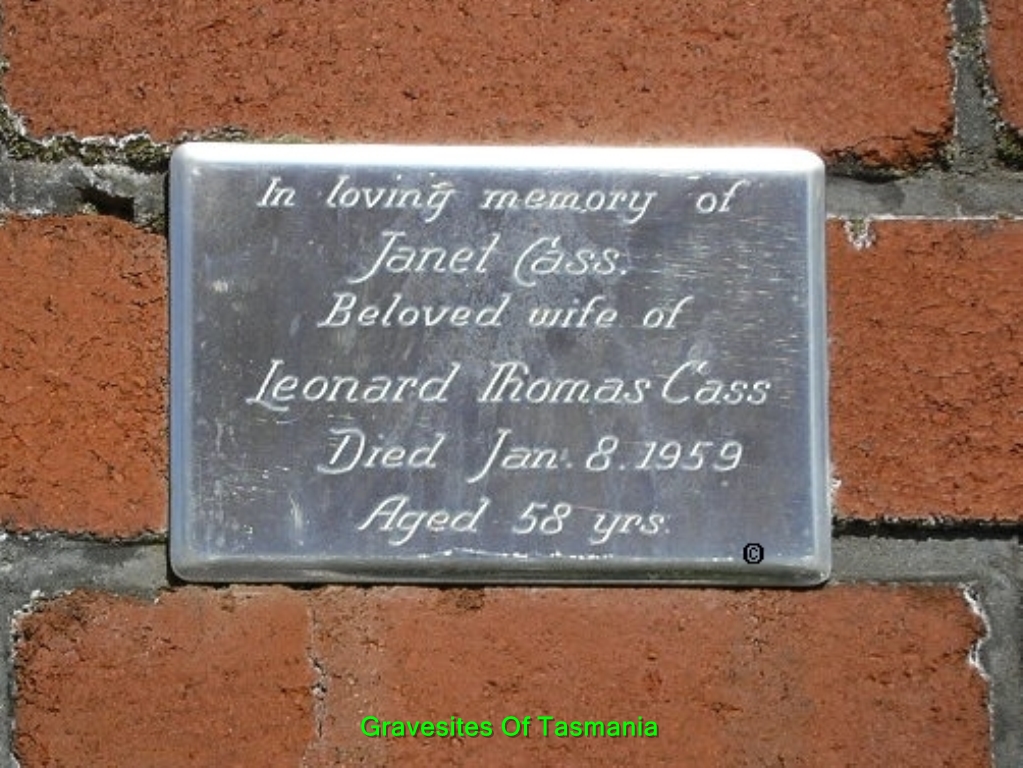 In loving memory of
Janet Cass.
Beloved wife of
Leonard Thomas Cass
Died Jan. 8. 1959
Aged 58 yrs.
©
Gravesites Of Tasmania